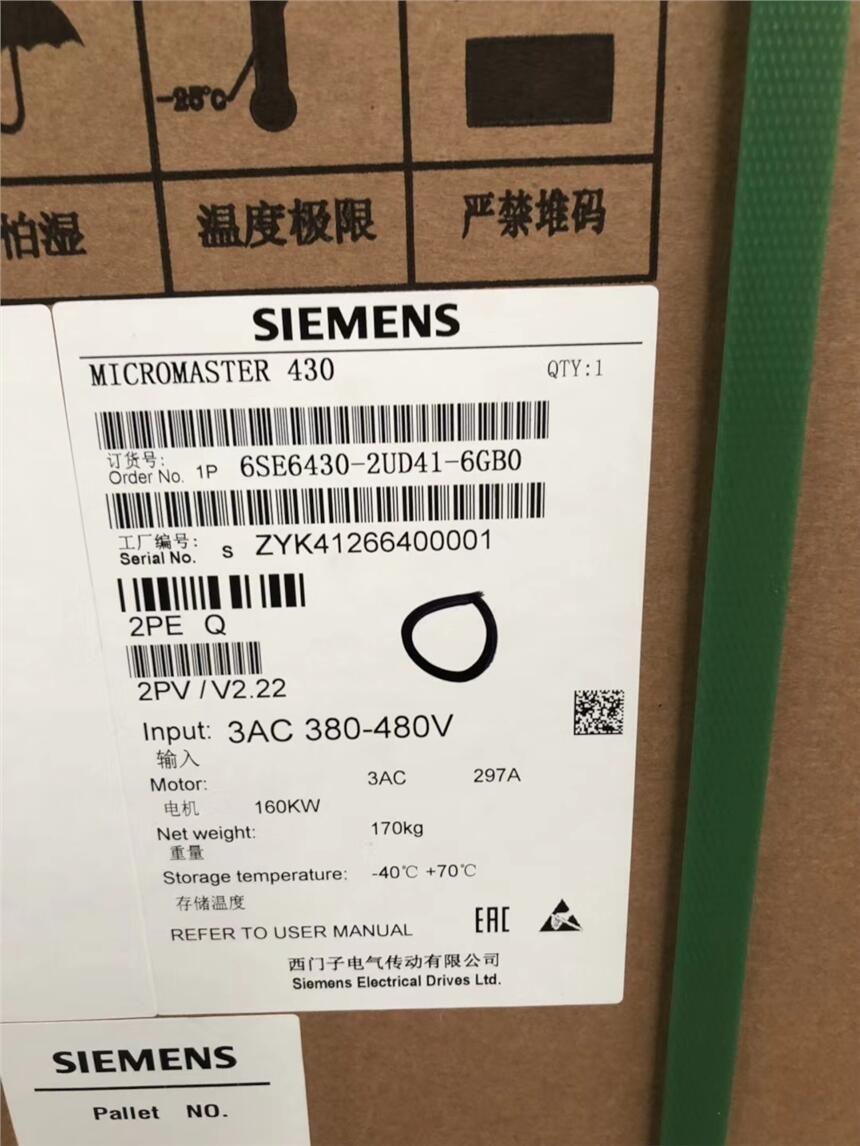 -25℃
怕湿
温度极限
严禁堆码
SIEMENS
MICROMASTER 430
QTY:1
订货号:
Order No. 1P 6SE6430-2UD41-6GB0
工厂编号:
Serial No. S ZYK41266400001
2PE Q
2PV /V2.22
Input: 3AC 380-480V
输入
Motor: 3AC 297A
电机 160KW
Net weight: 170kg
重量
Storage temperature: -40℃ +70℃
存储温度
REFER TO USER MANUAL
EAC
西门子电气传动有限公司
Siemens Electrical Drives Ltd.
SIEMENS
Pallet NO.